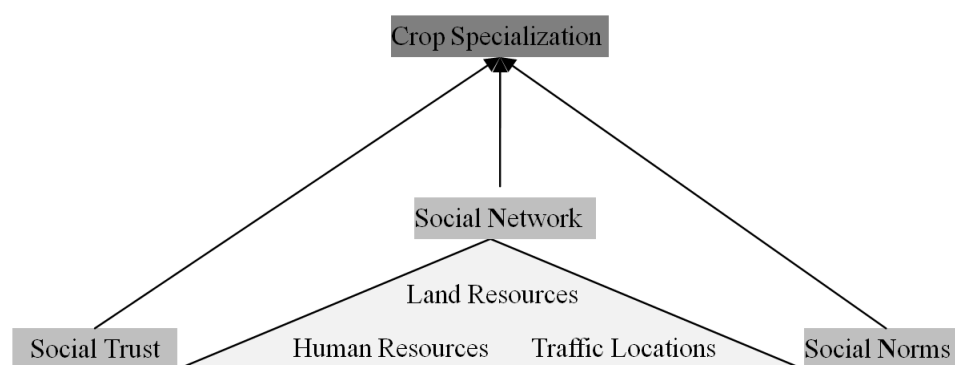 Crop Specialization
Social Network
Land Resources
Social Trust
Human Resources
Traffic Locations
Social Norms